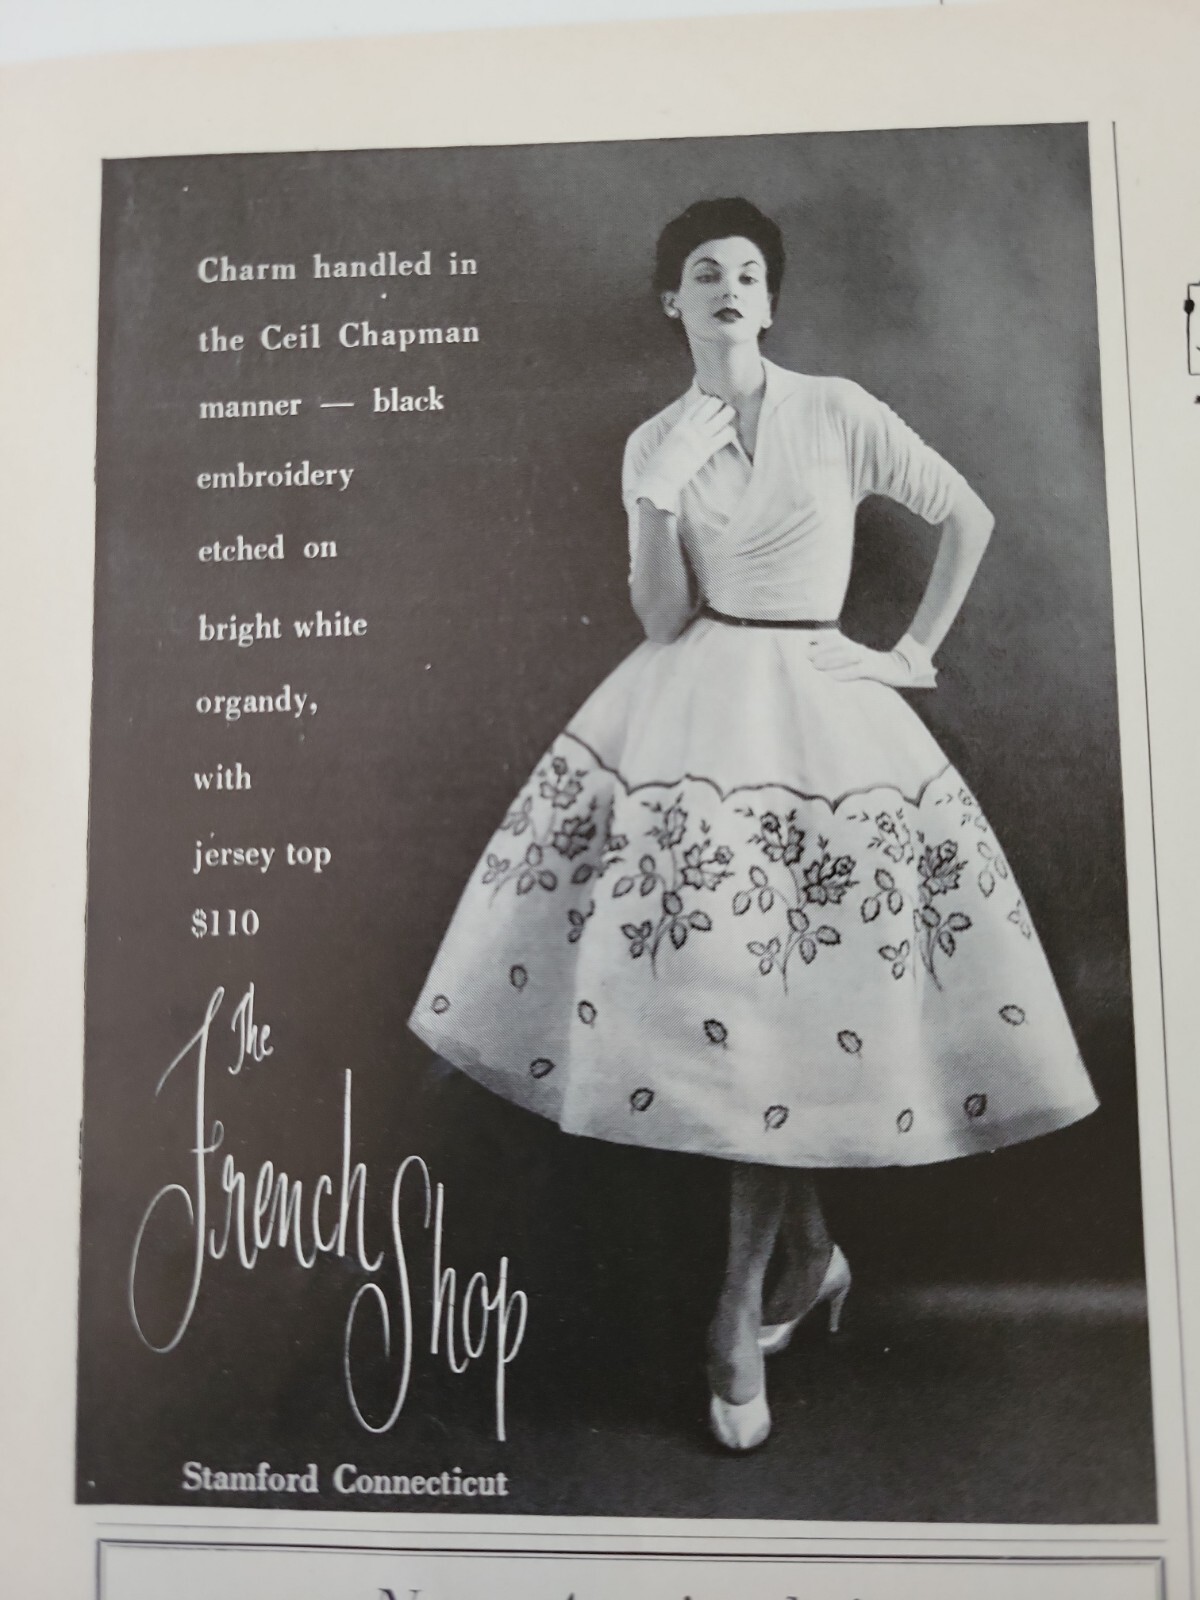 Charm handled in
the Ceil Chapman
manner — black
embroidery
etched on
bright white
organdy,
with
jersey top
$110
The
French
Shop
Stamford Connecticut